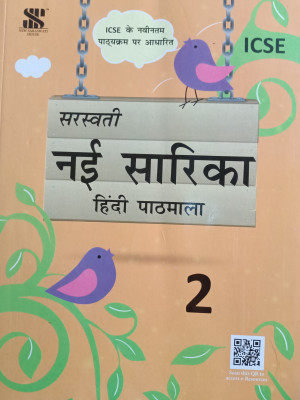 ICSE के नवीनतम
पाठ्यक्रम पर आधारित
ICSE
सरस्वती
नई सारिका
हिंदी पाठमाला
2